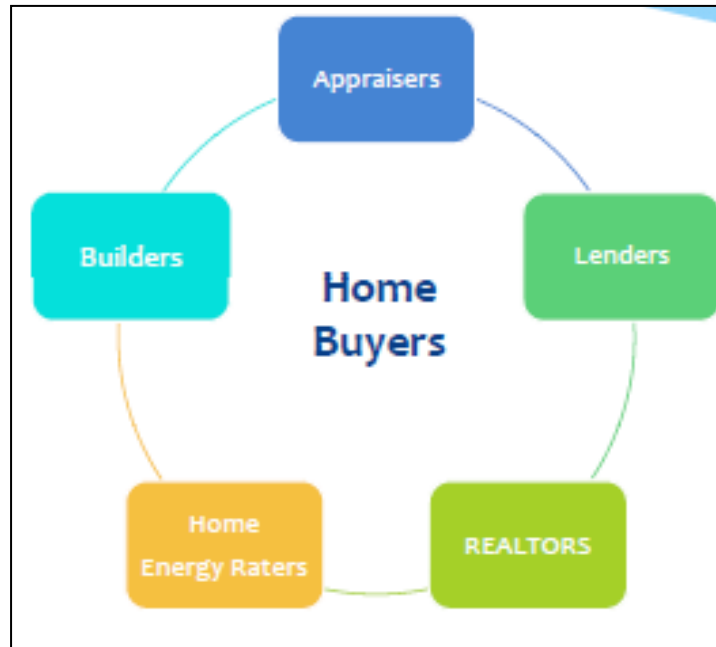 Appraisers
Builders
Lenders
Home
Buyers
Home
Energy Raters
REALTORS